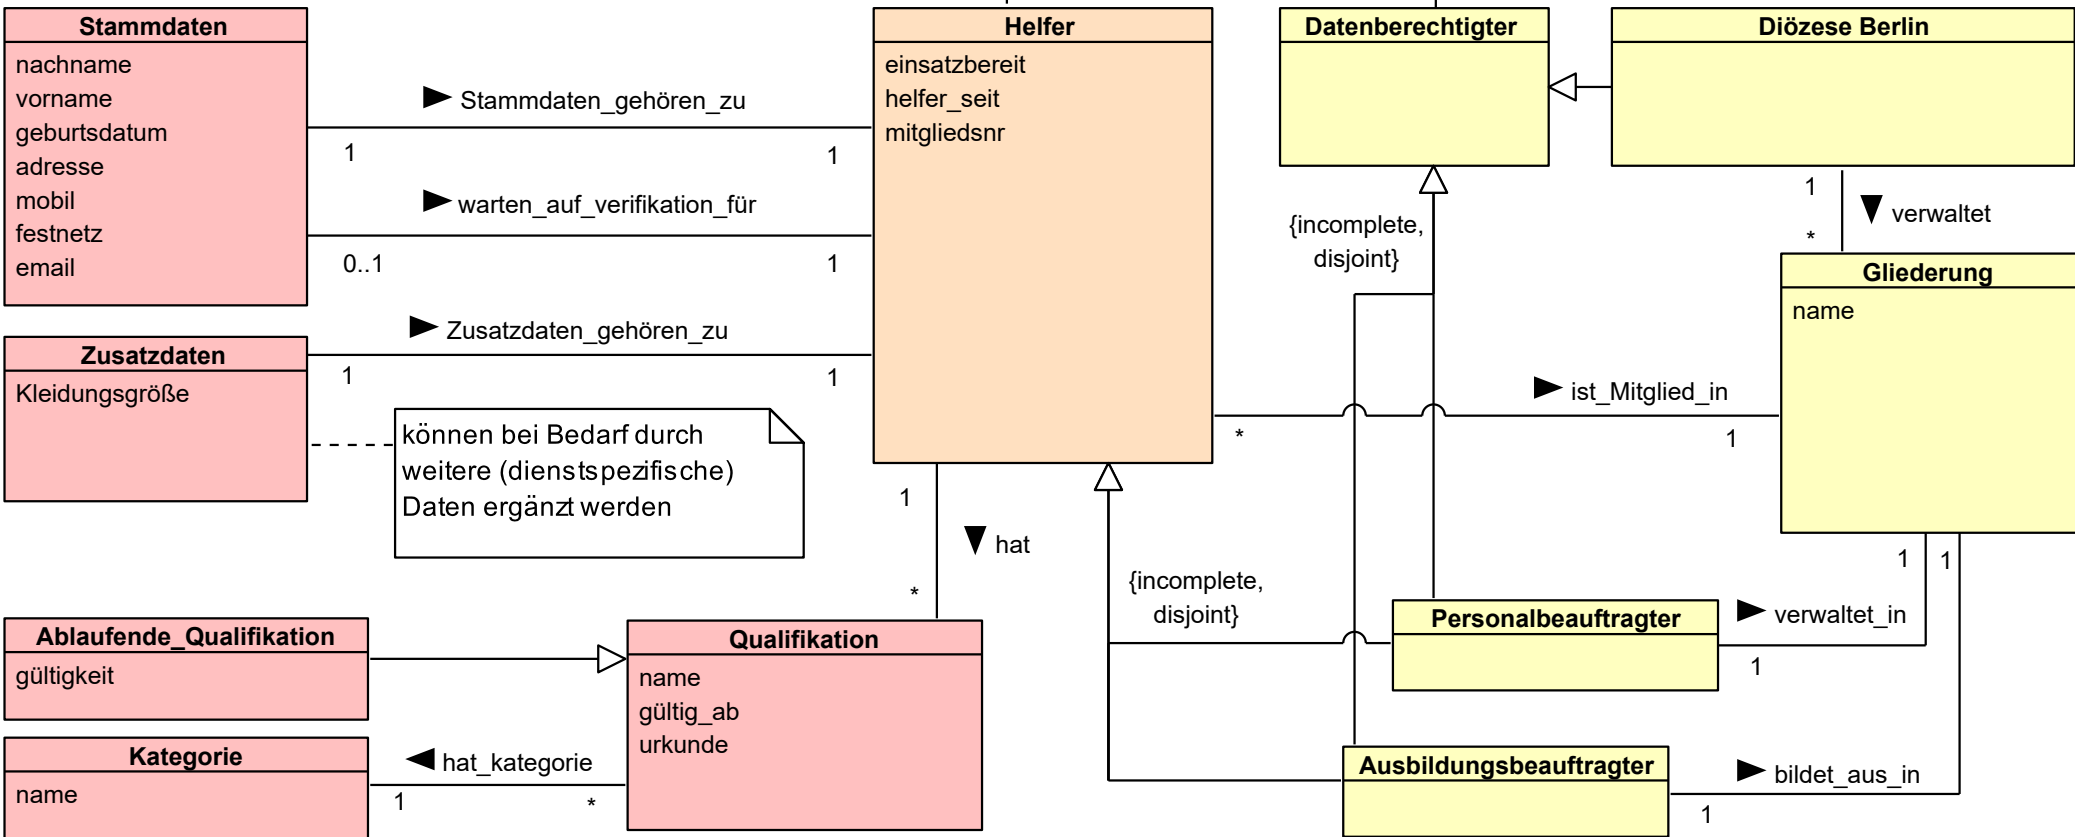 Stammdaten
nachname
vorname
geburtsdatum
adresse
mobil
festnetz
email
Stammdaten_gehören_zu
1
1
warten_auf_verifikation_für
0..1
1
Helfer
einsatzbereit
helfer_seit
mitgliedsnr
Datenberechtigter
Diözese Berlin
1
verwaltet
*
{incomplete,
disjoint}
Gliederung
name
Zusatzdaten
Kleidungsgröße
Zusatzdaten_gehören_zu
1
1
können bei Bedarf durch
weitere (dienstspezifische)
Daten ergänzt werden
ist_Mitglied_in
*
1
1
hat
*
{incomplete,
disjoint}
1
1
Personalbeauftragter
verwaltet_in
1
Ablaufende_Qualifikation
gültigkeit
Qualifikation
name
gültig_ab
urkunde
Kategorie
name
hat_kategorie
1
*
Ausbildungsbeauftragter
bildet_aus_in
1